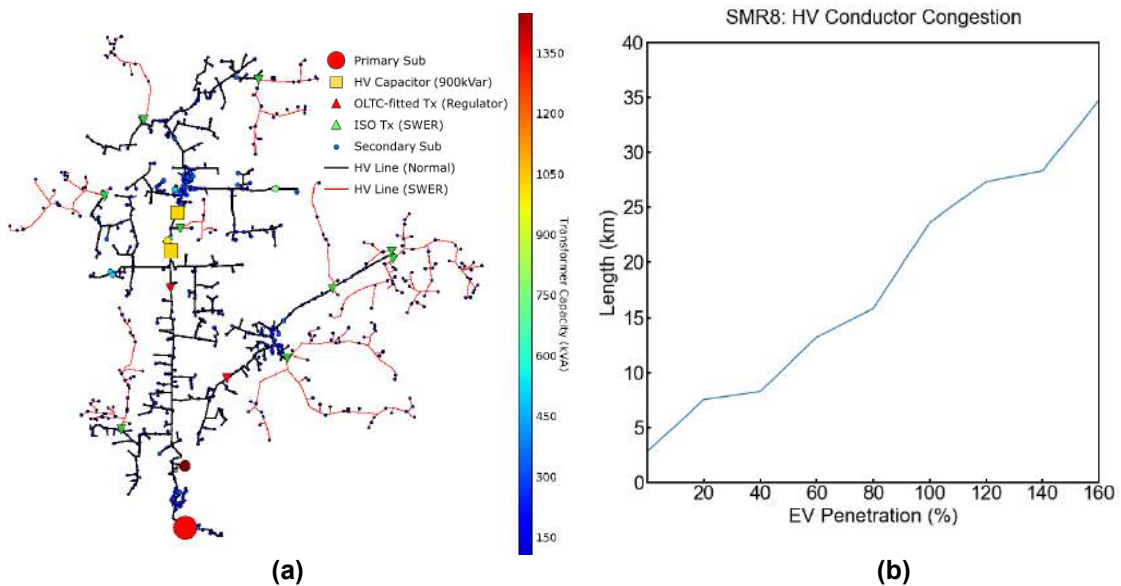 Primary Sub
HV Capacitor (900kVar)
OLTC-fitted Tx (Regulator)
ISO Tx (SWER)
Secondary Sub
HV Line (Normal)
HV Line (SWER)
1350
1200
1050
900
750
600
450
300
150
Transformer Capacity (kVA)
(a)
SMR8: HV Conductor Congestion
40
35
30
25
20
15
10
5
0
Length (km)
20 40 60 80 100 120 140 160
EV Penetration (%)
(b)